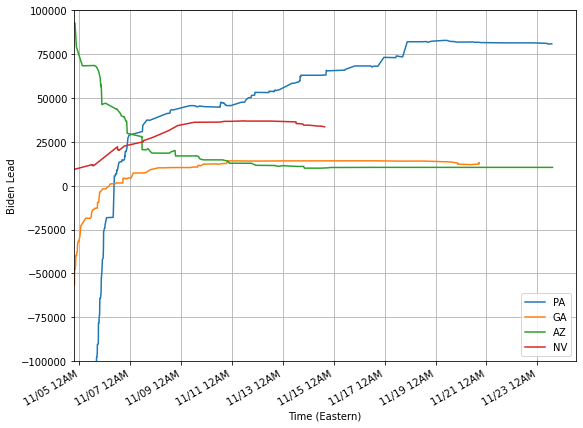 100000
75000
50000
25000
0
−25000
−50000
−75000
−100000
Biden Lead
11/05 12AM
11/07 12AM
11/09 12AM
11/11 12AM
11/13 12AM
11/15 12AM
11/17 12AM
11/19 12AM
11/21 12AM
11/23 12AM
Time (Eastern)
PA
GA
AZ
NV